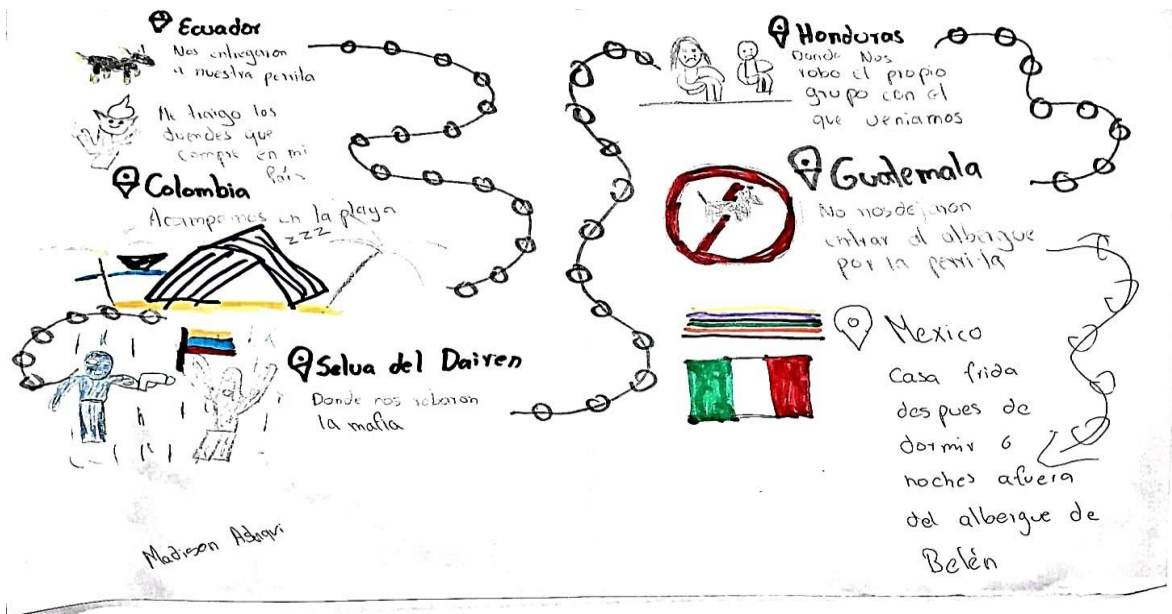 Ecuador
Nos entregaron
a nuestra perrita
Me traigo los
duendes que
compre en mi
País
Colombia
Acampamos en la playa
zzz
Selva del Dairen
Donde nos robaron
la mafia
Madison
Honduras
Donde Nos
robo el propio
grupo con el
que veniamos
Guatemala
No nos dejaron
entrar al albergue
por la perrita
Mexico
Casa frida
despues de
dormir 6
noches afuera
del albergue de
Belén